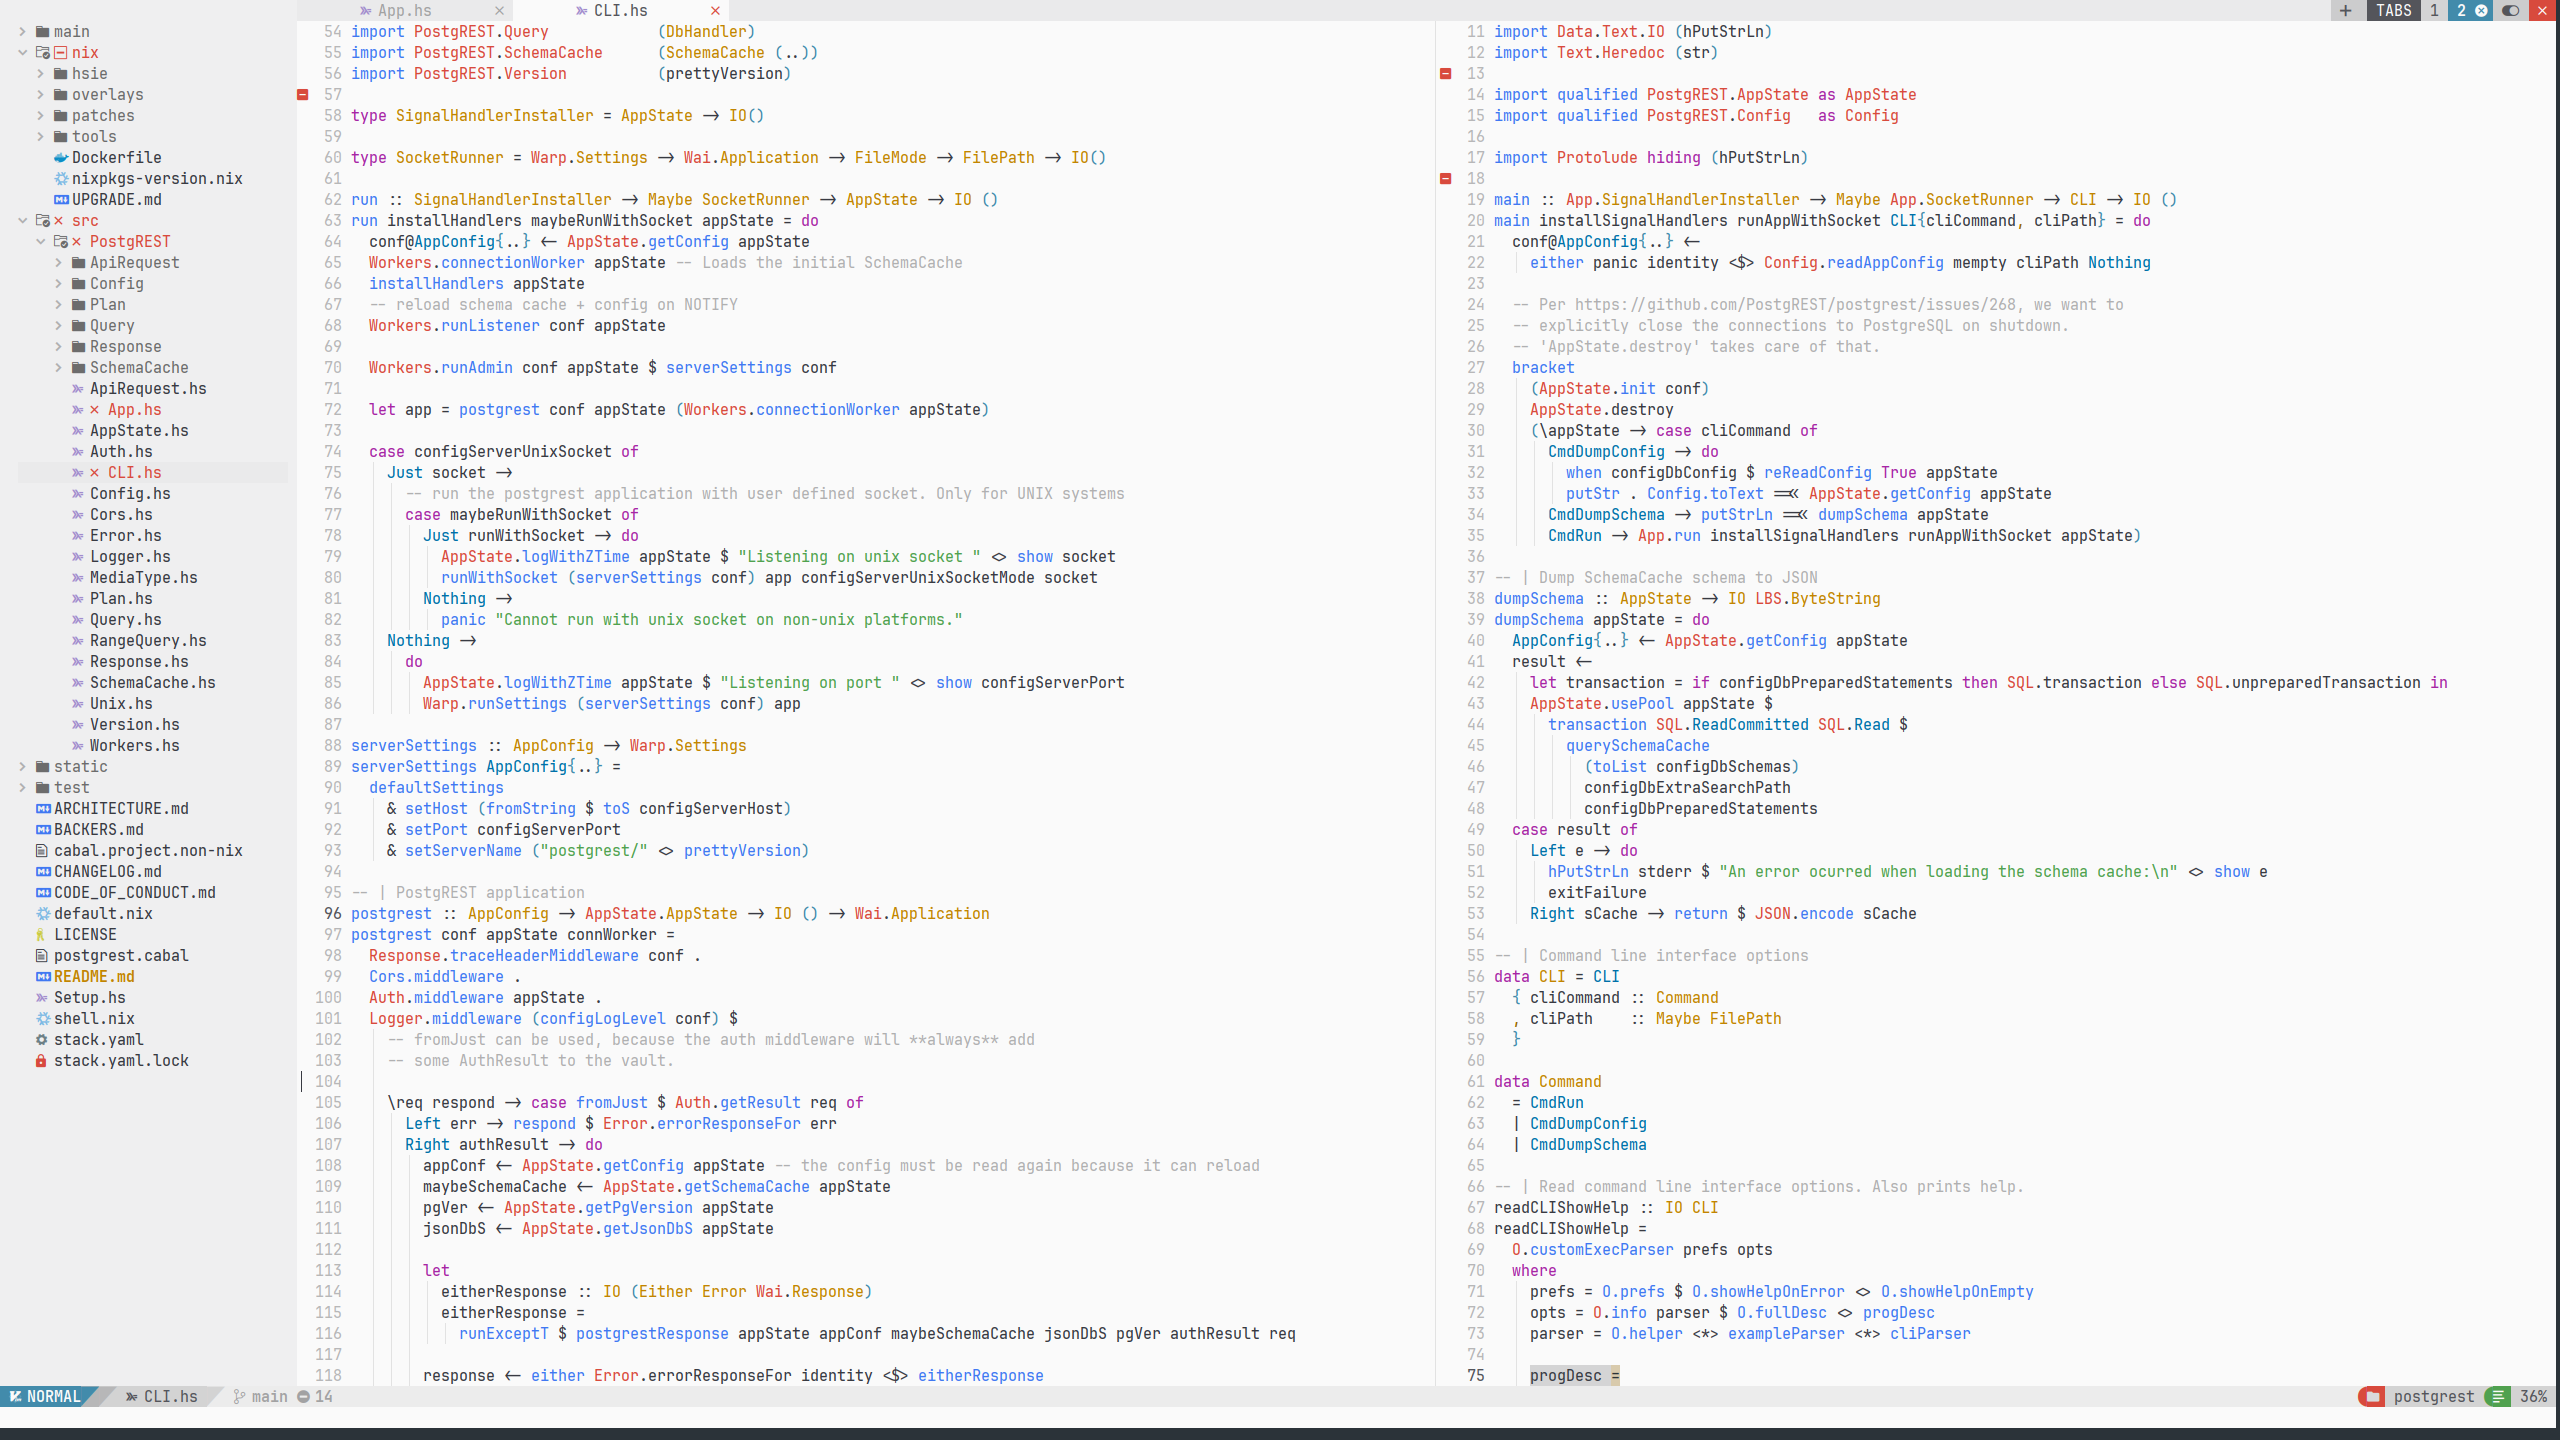 App.hs
CLI.hs
TABS 1 2
main
nix
hsie
overlays
patches
tools
Dockerfile
nixpkgs-version.nix
UPGRADE.md
src
PostgREST
ApiRequest
Config
Plan
Query
Response
SchemaCache
ApiRequest.hs
App.hs
AppState.hs
Auth.hs
CLI.hs
Config.hs
Cors.hs
Error.hs
Logger.hs
MediaType.hs
Plan.hs
Query.hs
RangeQuery.hs
Response.hs
SchemaCache.hs
Unix.hs
Version.hs
Workers.hs
static
test
ARCHITECTURE.md
BACKERS.md
cabal.project.non-nix
CHANGELOG.md
CODE_OF_CONDUCT.md
default.nix
LICENSE
postgrest.cabal
README.md
Setup.hs
shell.nix
stack.yaml
stack.yaml.lock
54 import PostgREST.Query            (DbHandler)
55 import PostgREST.SchemaCache      (SchemaCache (..))
56 import PostgREST.Version          (prettyVersion)
57
58 type SignalHandlerInstaller = AppState -> IO()
59
60 type SocketRunner = Warp.Settings -> Wai.Application -> FileMode -> FilePath -> IO()
61
62 run :: SignalHandlerInstaller -> Maybe SocketRunner -> AppState -> IO ()
63 run installHandlers maybeRunWithSocket appState = do
64   conf@AppConfig{..} <- AppState.getConfig appState
65   Workers.connectionWorker appState -- Loads the initial SchemaCache
66   installHandlers appState
67   -- reload schema cache + config on NOTIFY
68   Workers.runListener conf appState
69
70   Workers.runAdmin conf appState $ serverSettings conf
71
72   let app = postgrest conf appState (Workers.connectionWorker appState)
73
74   case configServerUnixSocket of
75     Just socket ->
76       -- run the postgrest application with user defined socket. Only for UNIX systems
77       case maybeRunWithSocket of
78         Just runWithSocket -> do
79           AppState.logWithZTime appState $ "Listening on unix socket " <> show socket
80           runWithSocket (serverSettings conf) app configServerUnixSocketMode socket
81         Nothing ->
82           panic "Cannot run with unix socket on non-unix platforms."
83     Nothing ->
84       do
85         AppState.logWithZTime appState $ "Listening on port " <> show configServerPort
86         Warp.runSettings (serverSettings conf) app
87
88 serverSettings :: AppConfig -> Warp.Settings
89 serverSettings AppConfig{..} =
90   defaultSettings
91     & setHost (fromString $ toS configServerHost)
92     & setPort configServerPort
93     & setServerName ("postgrest/" <> prettyVersion)
94
95 -- | PostgREST application
96 postgrest :: AppConfig -> AppState.AppState -> IO () -> Wai.Application
97 postgrest conf appState connWorker =
98   Response.traceHeaderMiddleware conf .
99   Cors.middleware .
100   Auth.middleware appState .
101   Logger.middleware (configLogLevel conf) $
102     -- fromJust can be used, because the auth middleware will **always** add
103     -- some AuthResult to the vault.
104
105     \req respond -> case fromJust $ Auth.getResult req of
106       Left err -> respond $ Error.errorResponseFor err
107       Right authResult -> do
108         appConf <- AppState.getConfig appState -- the config must be read again because it can reload
109         maybeSchemaCache <- AppState.getSchemaCache appState
110         pgVer <- AppState.getPgVersion appState
111         jsonDbS <- AppState.getJsonDbS appState
112
113         let
114           eitherResponse :: IO (Either Error Wai.Response)
115           eitherResponse =
116             runExceptT $ postgrestResponse appState appConf maybeSchemaCache jsonDbS pgVer authResult req
117
118         response <- either Error.errorResponseFor identity <$> eitherResponse
11 import Data.Text.IO (hPutStrLn)
12 import Text.Heredoc (str)
13
14 import qualified PostgREST.AppState as AppState
15 import qualified PostgREST.Config   as Config
16
17 import Protolude hiding (hPutStrLn)
18
19 main :: App.SignalHandlerInstaller -> Maybe App.SocketRunner -> CLI -> IO ()
20 main installSignalHandlers runAppWithSocket CLI{cliCommand, cliPath} = do
21   conf@AppConfig{..} <-
22     either panic identity <$> Config.readAppConfig mempty cliPath Nothing
23
24   -- Per https://github.com/PostgREST/postgrest/issues/268, we want to
25   -- explicitly close the connections to PostgreSQL on shutdown.
26   -- 'AppState.destroy' takes care of that.
27   bracket
28     (AppState.init conf)
29     AppState.destroy
30     (\appState -> case cliCommand of
31       CmdDumpConfig -> do
32         when configDbConfig $ reReadConfig True appState
33         putStr . Config.toText =<< AppState.getConfig appState
34       CmdDumpSchema -> putStrLn =<< dumpSchema appState
35       CmdRun -> App.run installSignalHandlers runAppWithSocket appState)
36
37 -- | Dump SchemaCache schema to JSON
38 dumpSchema :: AppState -> IO LBS.ByteString
39 dumpSchema appState = do
40   AppConfig{..} <- AppState.getConfig appState
41   result <-
42     let transaction = if configDbPreparedStatements then SQL.transaction else SQL.unpreparedTransaction in
43     AppState.usePool appState $
44       transaction SQL.ReadCommitted SQL.Read $
45         querySchemaCache
46           (toList configDbSchemas)
47           configDbExtraSearchPath
48           configDbPreparedStatements
49   case result of
50     Left e -> do
51       hPutStrLn stderr $ "An error ocurred when loading the schema cache:\n" <> show e
52       exitFailure
53     Right sCache -> return $ JSON.encode sCache
54
55 -- | Command line interface options
56 data CLI = CLI
57   { cliCommand :: Command
58   , cliPath    :: Maybe FilePath
59   }
60
61 data Command
62   = CmdRun
63   | CmdDumpConfig
64   | CmdDumpSchema
65
66 -- | Read command line interface options. Also prints help.
67 readCLIShowHelp :: IO CLI
68 readCLIShowHelp =
69   O.customExecParser prefs opts
70   where
71     prefs = O.prefs $ O.showHelpOnError <> O.showHelpOnEmpty
72     opts = O.info parser $ O.fullDesc <> progDesc
73     parser = O.helper <*> exampleParser <*> cliParser
74
75     progDesc =
NORMAL CLI.hs main 14
postgrest 36%